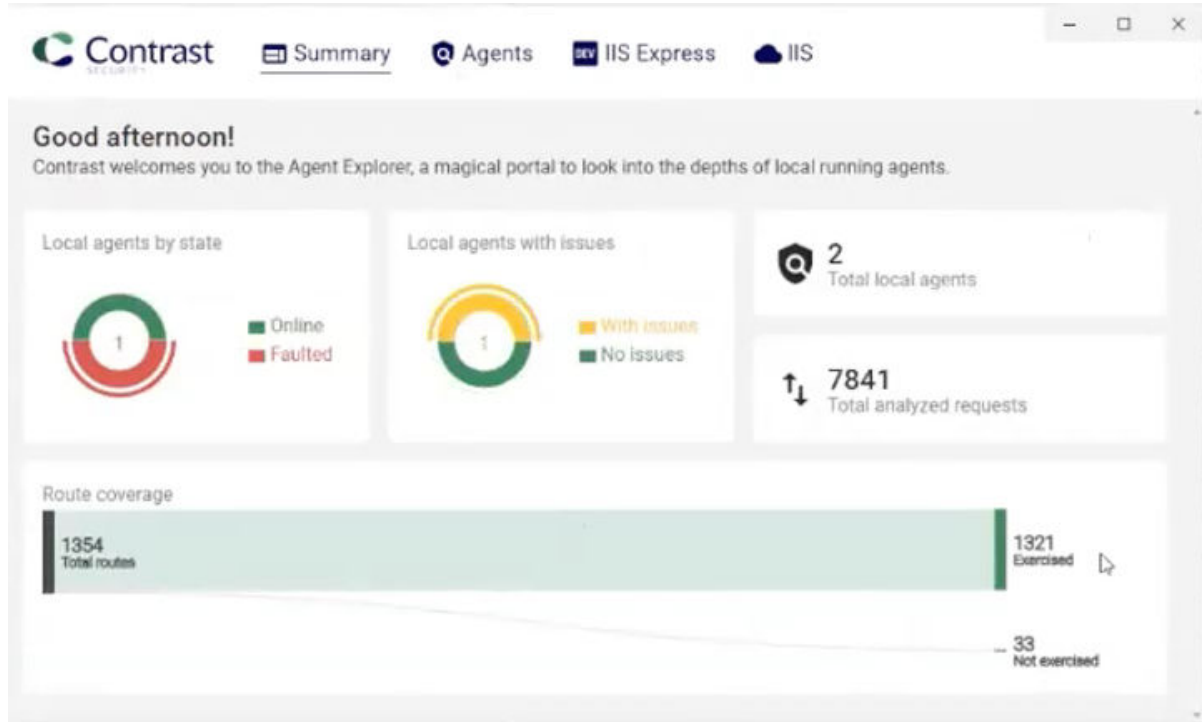 Contrast
SECURITY
Summary
Agents
DEV IIS Express
IIS
Good afternoon!
Contrast welcomes you to the Agent Explorer, a magical portal to look into the depths of local running agents.
Local agents by state
1
Online
Faulted
Local agents with issues
1
With issues
No issues
2
Total local agents
7841
Total analyzed requests
Route coverage
1354
Total routes
1321
Exercised
33
Not exercised